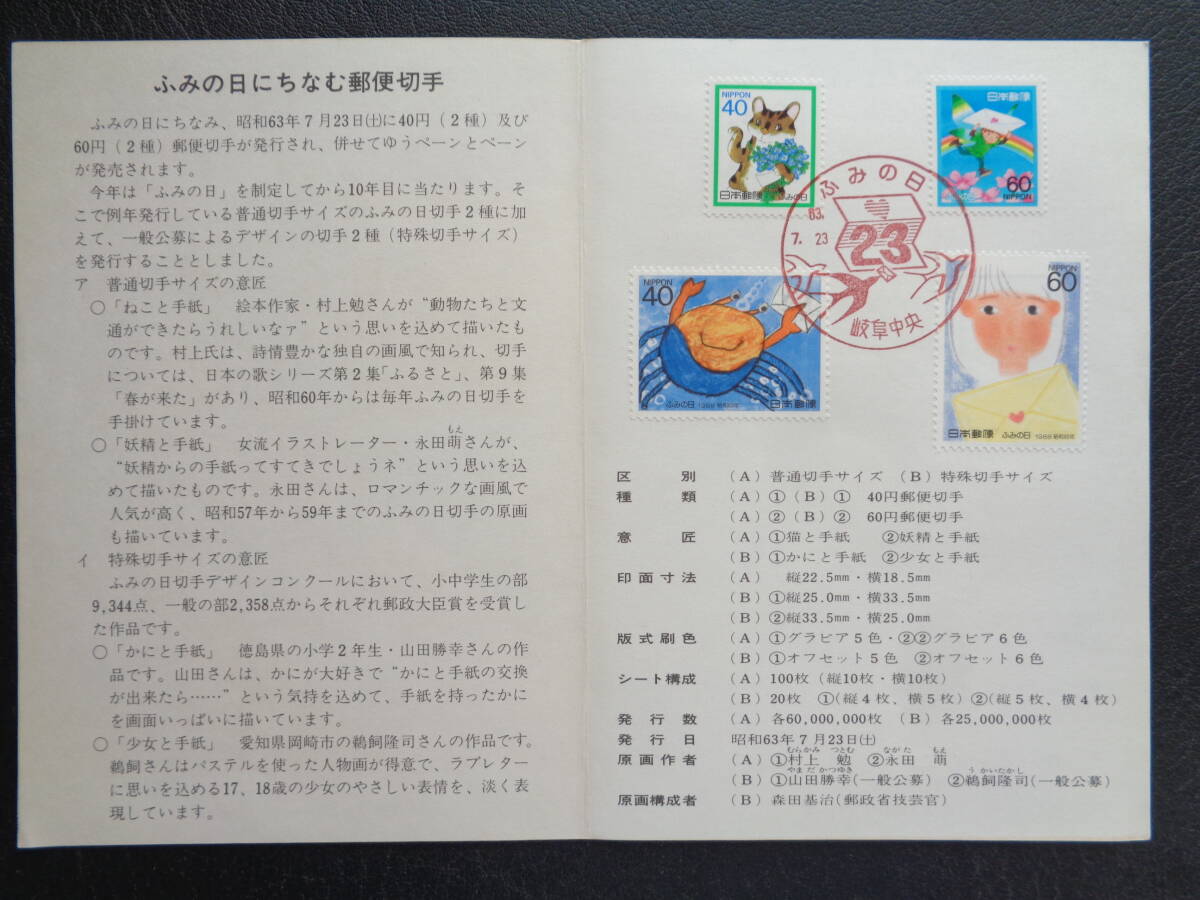 ふみの日にちなむ郵便切手
ふみの日にちなみ、昭和63年7月23日㈯に40円（2種）及び
60円（2種）郵便切手が発行され、併せてゆうペーンとペーン
が発売されます。
今年は「ふみの日」を制定してから10年目に当たります。そ
こで例年発行している普通切手サイズのふみの日切手2種に加
えて、一般公募によるデザインの切手2種（特殊切手サイズ）
を発行することとしました。
ア　普通切手サイズの意匠
○「ねこと手紙」　絵本作家・村上勉さんが“動物たちと文
通ができたらうれしいなァ”という思いを込めて描いたも
のです。村上氏は、詩情豊かな独自の画風で知られ、切手
については、日本の歌シリーズ第2集「ふるさと」、第9集
「春が来た」があり、昭和60年からは毎年ふみの日切手を
手掛けています。
もえ
○「妖精と手紙」　女流イラストレーター・永田萌さんが、
“妖精からの手紙ってすてきでしょうネ”という思いを込
めて描いたものです。永田さんは、ロマンチックな画風で
人気が高く、昭和57年から59年までのふみの日切手の原画
も描いています。
イ　特殊切手サイズの意匠
ふみの日切手デザインコンクールにおいて、小中学生の部
9,344点、一般の部2,358点からそれぞれ郵政大臣賞を受賞し
た作品です。
○「かにと手紙」　徳島県の小学2年生・山田勝幸さんの作
品です。山田さんは、かにが大好きで“かにと手紙の交換
が出来たら……”という気持を込めて、手紙を持ったかに
を画面いっぱいに描いています。
○「少女と手紙」　愛知県岡崎市の鵜飼隆司さんの作品です。
鵜飼さんはパステルを使った人物画が得意で、ラブレター
に思いを込める17、18歳の少女のやさしい表情を、淡く表
現しています。
NIPPON
40
日本郵便 ふみの日
日本郵便
60
NIPPON
ふみの日
63.
7. 23
23
岐阜中央
NIPPON
40
ふみの日 1988 昭和63年 日本郵便
NIPPON
60
日本郵便 ふみの日 1988 昭和63年
区　別　（A）普通切手サイズ　（B）特殊切手サイズ
種　類　（A）①（B）①　40円郵便切手
（A）②（B）②　60円郵便切手
意　匠　（A）①猫と手紙　②妖精と手紙
（B）①かにと手紙　②少女と手紙
印面寸法　（A）　縦22.5㎜・横18.5㎜
（B）①縦25.0㎜・横33.5㎜
（B）②縦33.5㎜・横25.0㎜
版式刷色　（A）①グラビア5色・②②グラビア6色
（B）①オフセット5色　②オフセット6色
シート構成　（A）100枚（縦10枚・横10枚）
（B）20枚　①（縦4枚、横5枚）②（縦5枚、横4枚）
発行数　（A）各60,000,000枚　（B）各25,000,000枚
発行日　昭和63年7月23日㈯
むらかみ　つとむ　ながた　もえ
原画作者　（A）①村上　勉　②永田　萌
やまだかつゆき　うかいたかし
（B）①山田勝幸（一般公募）　②鵜飼隆司（一般公募）
原画構成者　（B）森田基治（郵政省技芸官）